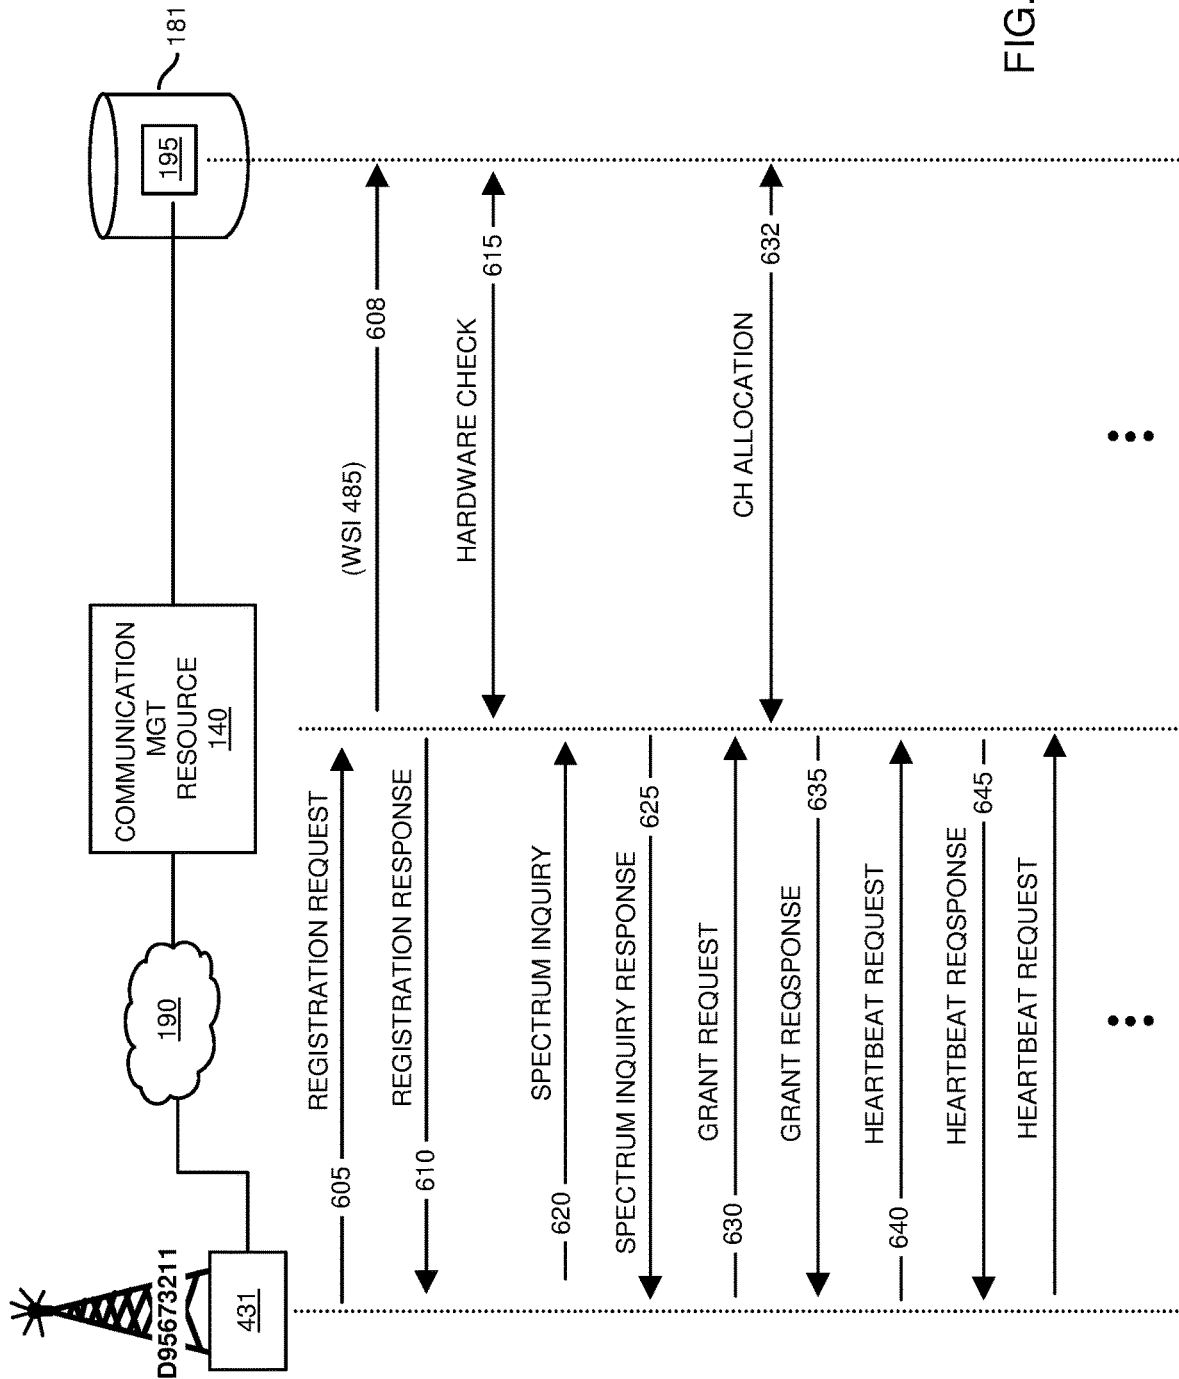 D95673211
431
190
COMMUNICATION
MGT
RESOURCE
140
195
181
REGISTRATION REQUEST
605
(WSI 485)
608
REGISTRATION RESPONSE
610
HARDWARE CHECK
615
SPECTRUM INQUIRY
620
SPECTRUM INQUIRY RESPONSE
625
GRANT REQUEST
630
CH ALLOCATION
632
GRANT REQSPONSE
635
HEARTBEAT REQUEST
640
HEARTBEAT REQSPONSE
645
HEARTBEAT REQUEST
FIG.